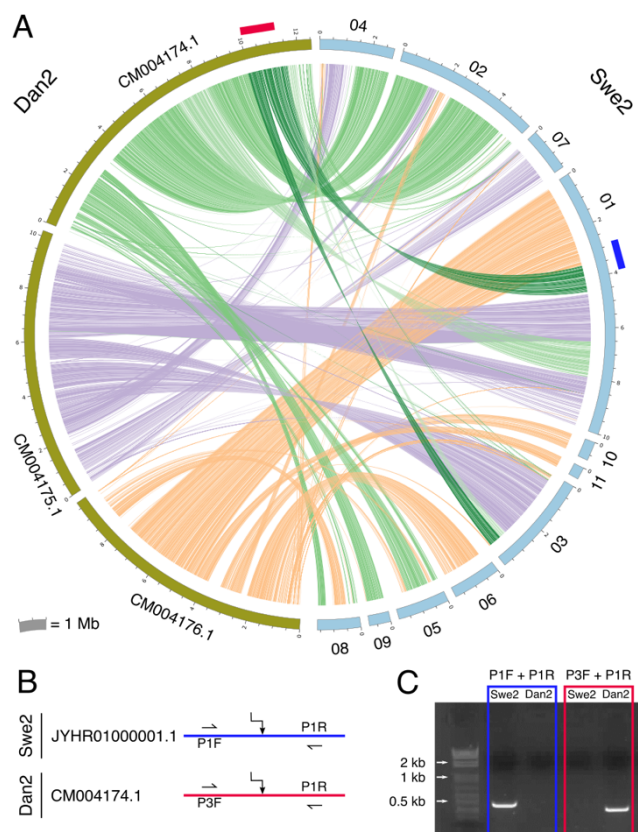 A
Dan2
Swe2
CM004174.1
CM004175.1
CM004176.1
04
02
07
01
10
11
03
06
05
09
08
= 1 Mb
B
C
Swe2
JYHR01000001.1
P1F
P1R
Dan2
CM004174.1
P3F
P1R
P1F + P1R
P3F + P1R
Swe2 Dan2
Swe2 Dan2
2 kb
1 kb
0.5 kb